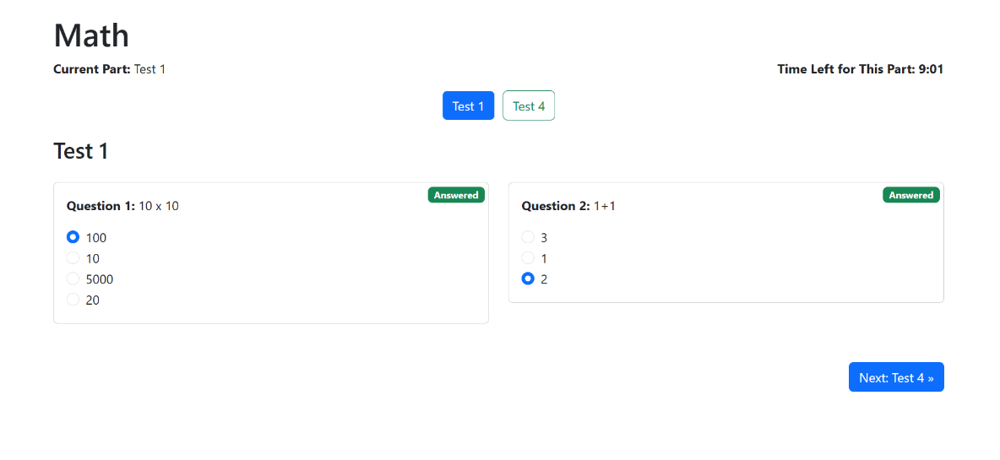 Math
Current Part: Test 1
Time Left for This Part: 9:01
Test 1
Test 4
Test 1
Answered
Question 1: 10 x 10
100
10
5000
20
Answered
Question 2: 1+1
3
1
2
Next: Test 4 »